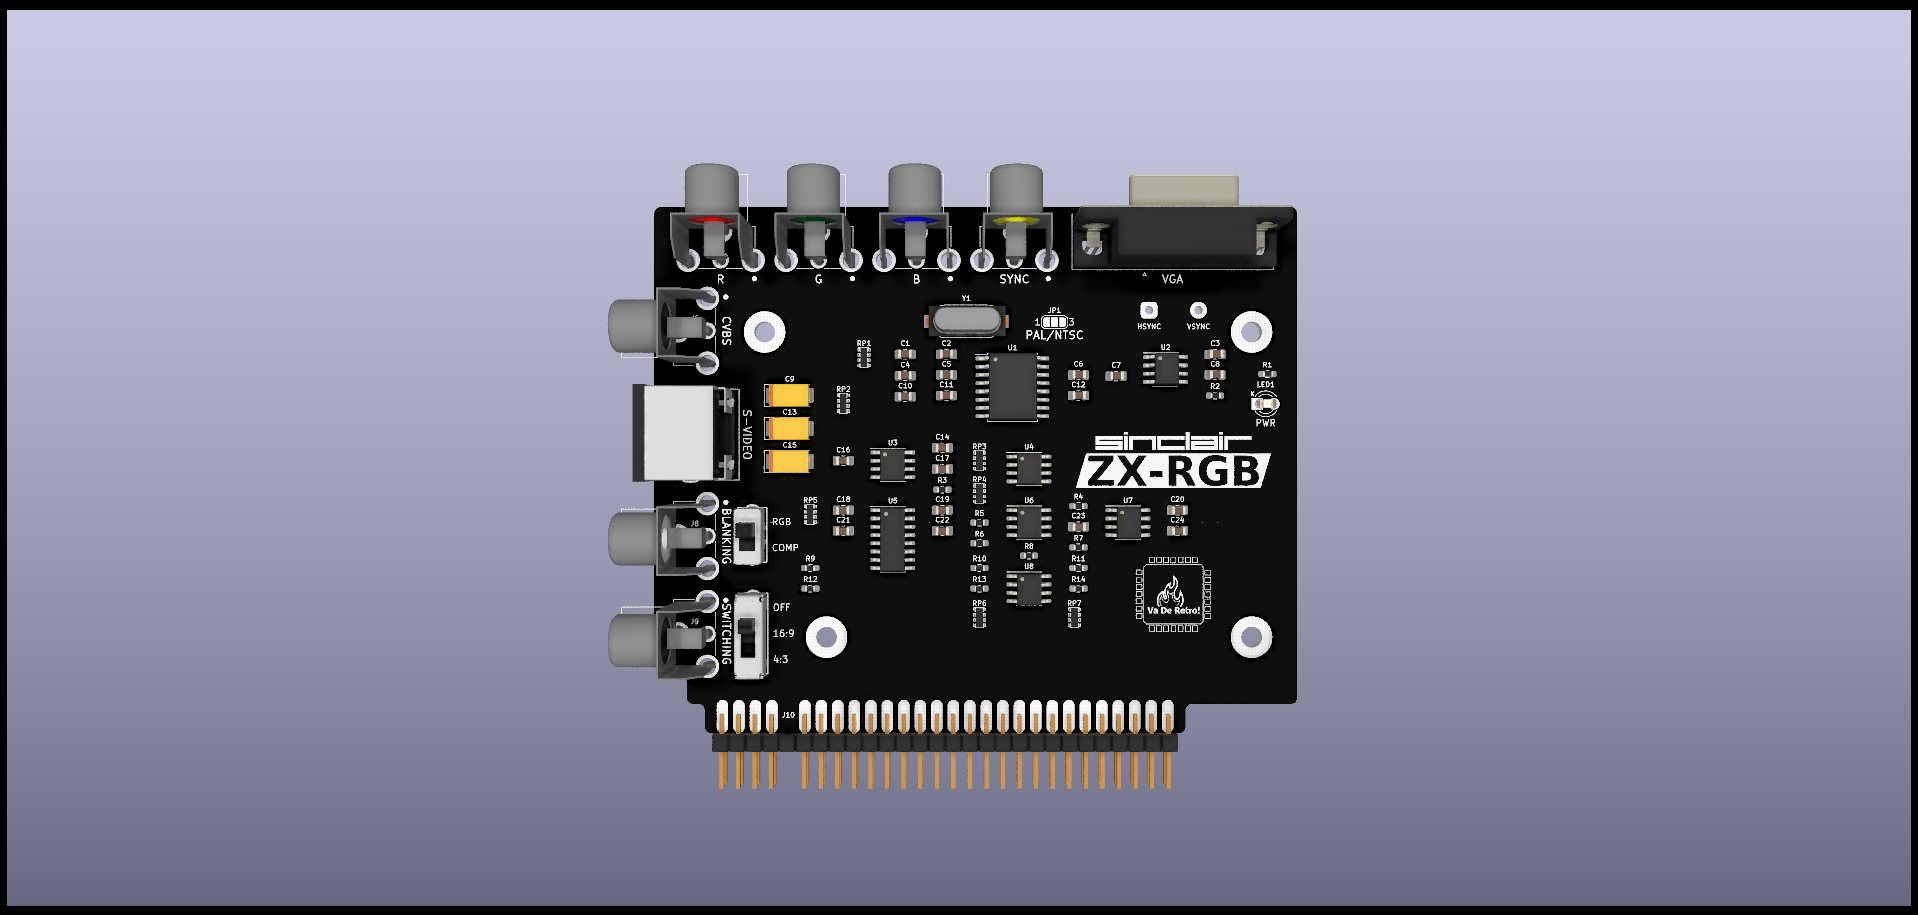 R
G
B
SYNC
VGA
CVBS
Y1
JP1
1
3
PAL/NTSC
HSYNC
VSYNC
RP1
C1
C2
U1
U2
C3
C4
C5
C6
C7
C8
R1
C9
RP2
C10
C11
C12
R2
LED1
K
PWR
S-VIDEO
C13
C15
C16
U3
C14
C17
R3
RP3
RP4
U4
sinclair
ZX-RGB
J8
BLANKING
RGB
COMP
RP5
C18
C21
U5
C19
C22
R5
R6
U6
R4
C23
R7
U7
C20
C24
R9
R12
R10
R13
R8
U8
R11
R14
RP6
RP7
Va De Retro!
J9
SWITCHING
OFF
16:9
4:3
J10